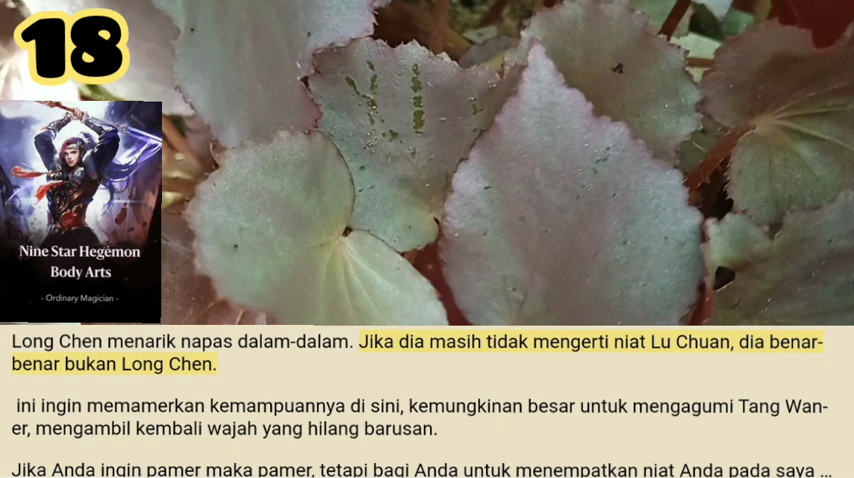 18
Nine Star Hegemon
Body Arts
- Ordinary Magician -
Long Chen menarik napas dalam-dalam. Jika dia masih tidak mengerti niat Lu Chuan, dia benar-
benar bukan Long Chen.
ini ingin memamerkan kemampuannya di sini, kemungkinan besar untuk mengagumi Tang Wan-
er, mengambil kembali wajah yang hilang barusan.
Jika Anda ingin pamer maka pamer, tetapi bagi Anda untuk menempatkan niat Anda pada saya ...